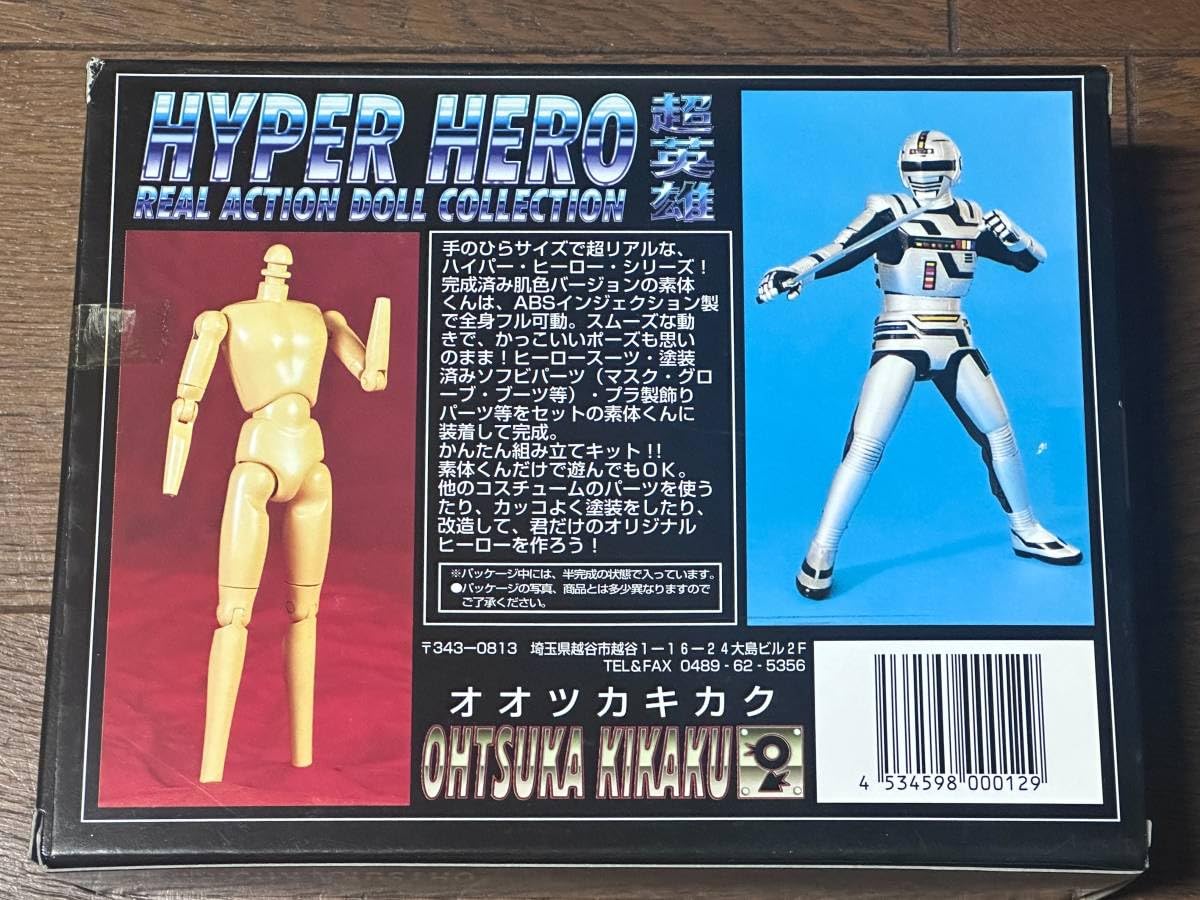 HYPER HERO
REAL ACTION DOLL COLLECTION
超英雄
手のひらサイズで超リアルな、
ハイパー・ヒーロー・シリーズ！
完成済み肌色バージョンの素体
くんは、ABSインジェクション製
で全身フル可動。スムーズな動
きで、かっこいいポーズも思い
のまま！ヒーロースーツ・塗装
済みソフビパーツ（マスク・グロ
ーブ・ブーツ等）・プラ製飾り
パーツ等をセットの素体くんに
装着して完成。
かんたん組み立てキット!!
素体くんだけで遊んでもOK。
他のコスチュームのパーツを使う
たり、カッコよく塗装をしたり、
改造して、君だけのオリジナル
ヒーローを作ろう！
※パッケージ中には、半完成の状態で入っています。
●パッケージの写真、商品とは多少異なりますので
ご了承ください。
〒343-0813 埼玉県越谷市越谷1-16-24大島ビル2F
TEL&FAX 0489-62-5356
オオツカキカク
OHTSUKA KIKAKU
4 534598 000129